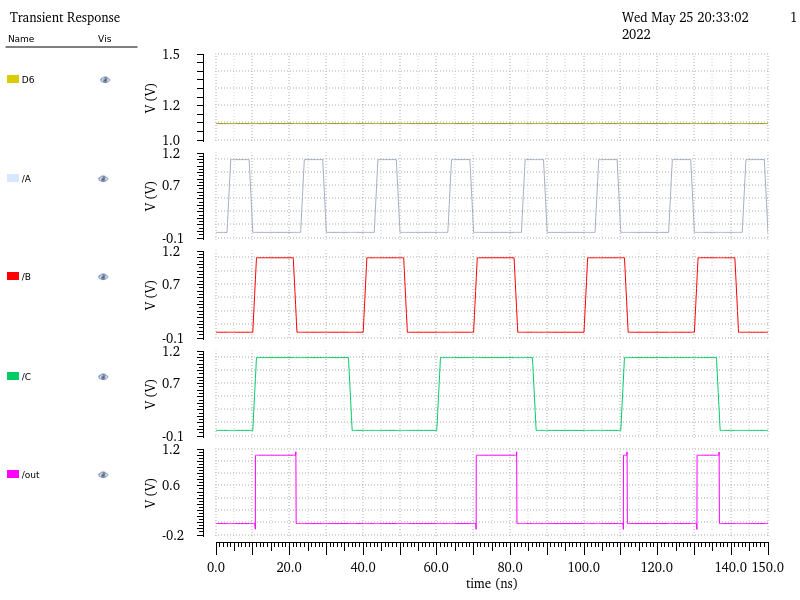 Transient Response
Wed May 25 20:33:02 1
2022
Name Vis
D6
V (V)
1.5
1.2
1.0
/A
V (V)
1.2
0.7
-0.1
/B
V (V)
1.2
0.7
-0.1
/C
V (V)
1.2
0.7
-0.1
/out
V (V)
1.2
0.6
-0.2
0.0 20.0 40.0 60.0 80.0 100.0 120.0 140.0 150.0
time (ns)